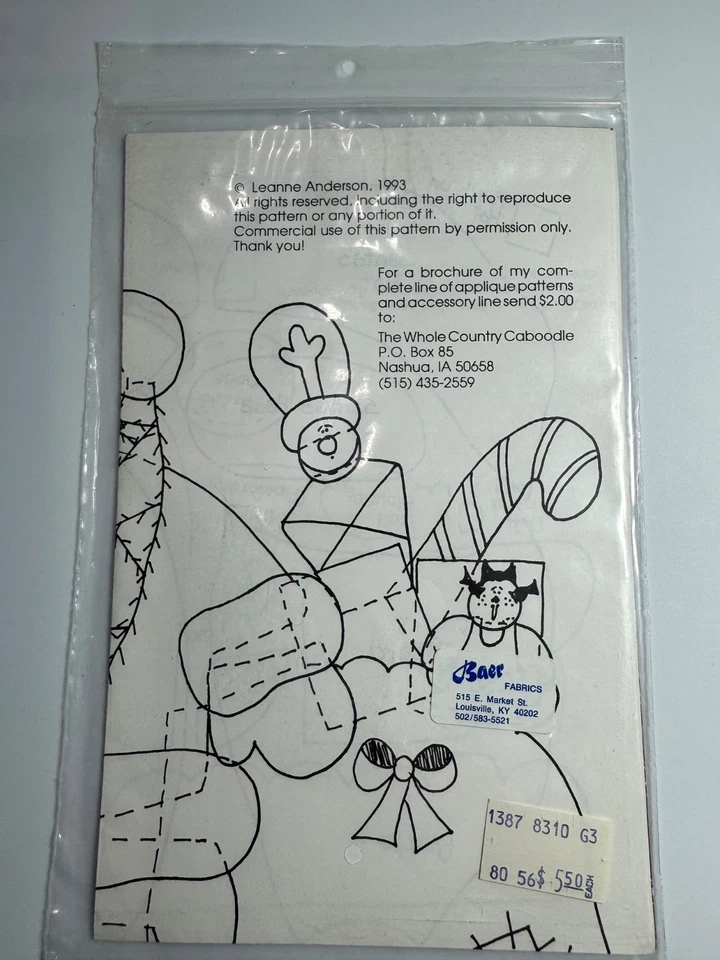 © Leanne Anderson, 1993
All rights reserved, including the right to reproduce
this pattern or any portion of it.
Commercial use of this pattern by permission only.
Thank you!
For a brochure of my com-
plete line of applique patterns
and accessory line send $2.00
to:
The Whole Country Caboodle
P.O. Box 85
Nashua, IA 50658
(515) 435-2559
Baer
FABRICS
515 E. Market St.
Louisville, KY 40202
502/583-5521
1387 8310 G3
80 56$ 5.50 EACH